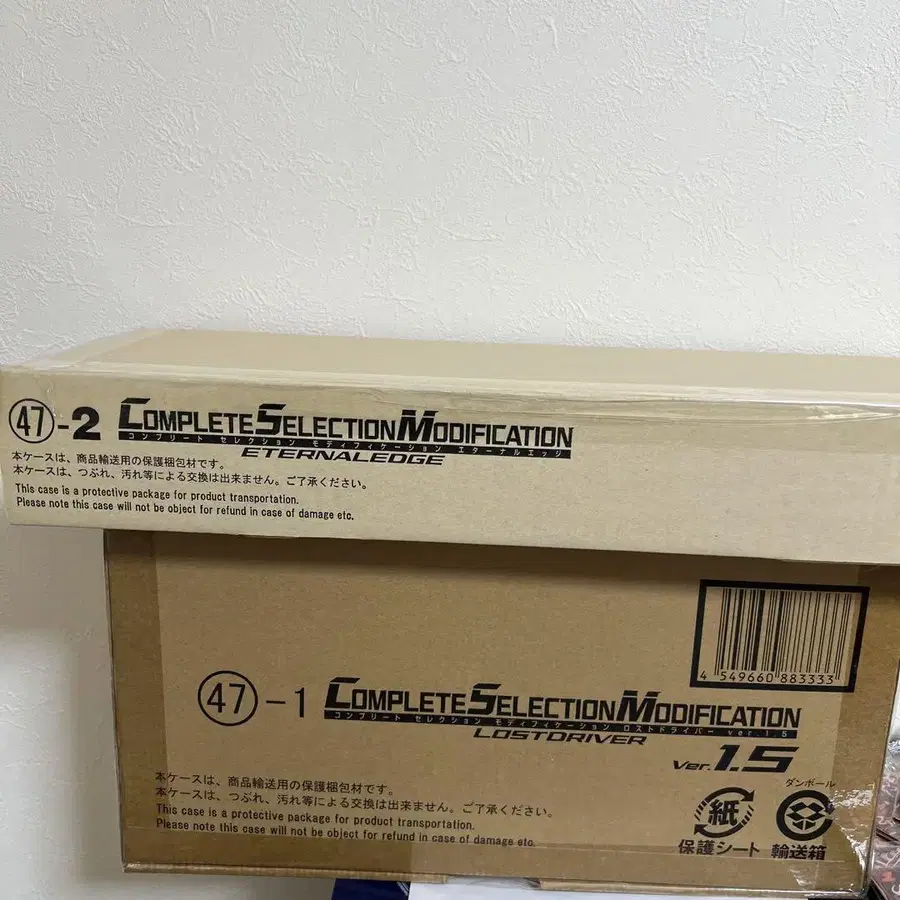 ㊼-2 COMPLETE SELECTION MODIFICATION
コンプリート セレクション モディフィケーション エターナルエッジ
ETERNALEDGE
本ケースは、商品輸送用の保護梱包材です。
本ケースは、つぶれ、汚れ等による交換は出来ません。ご了承ください。
This case is a protective package for product transportation.
Please note this case will not be object for refund in case of damage etc.
4 549660 883333
㊼-1 COMPLETE SELECTION MODIFICATION
コンプリート セレクション モディフィケーション ロストドライバー ver.1.5
LOSTDRIVER
Ver.1.5
本ケースは、商品輸送用の保護梱包材です。
本ケースは、つぶれ、汚れ等による交換は出来ません。ご了承ください。
This case is a protective package for product transportation.
Please note this case will not be object for refund in case of damage etc.
紙
保護シート
ダンボール
輸送箱